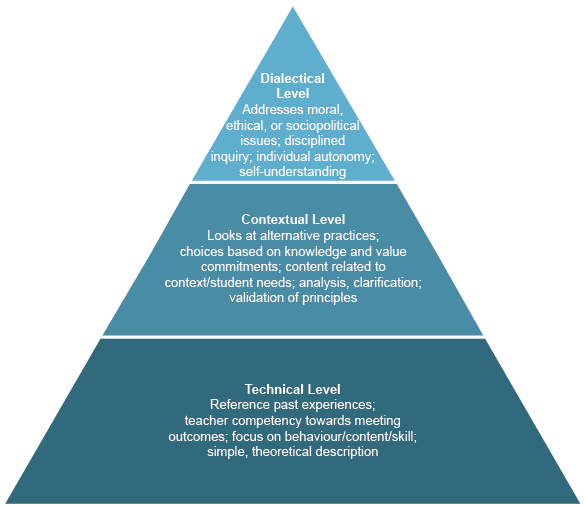 Dialectical
Level
Addresses moral,
ethical, or sociopolitical
issues; disciplined
inquiry; individual autonomy;
self-understanding
Contextual Level
Looks at alternative practices;
choices based on knowledge and value
commitments; content related to
context/student needs; analysis, clarification;
validation of principles
Technical Level
Reference past experiences;
teacher competency towards meeting
outcomes; focus on behaviour/content/skill;
simple, theoretical description